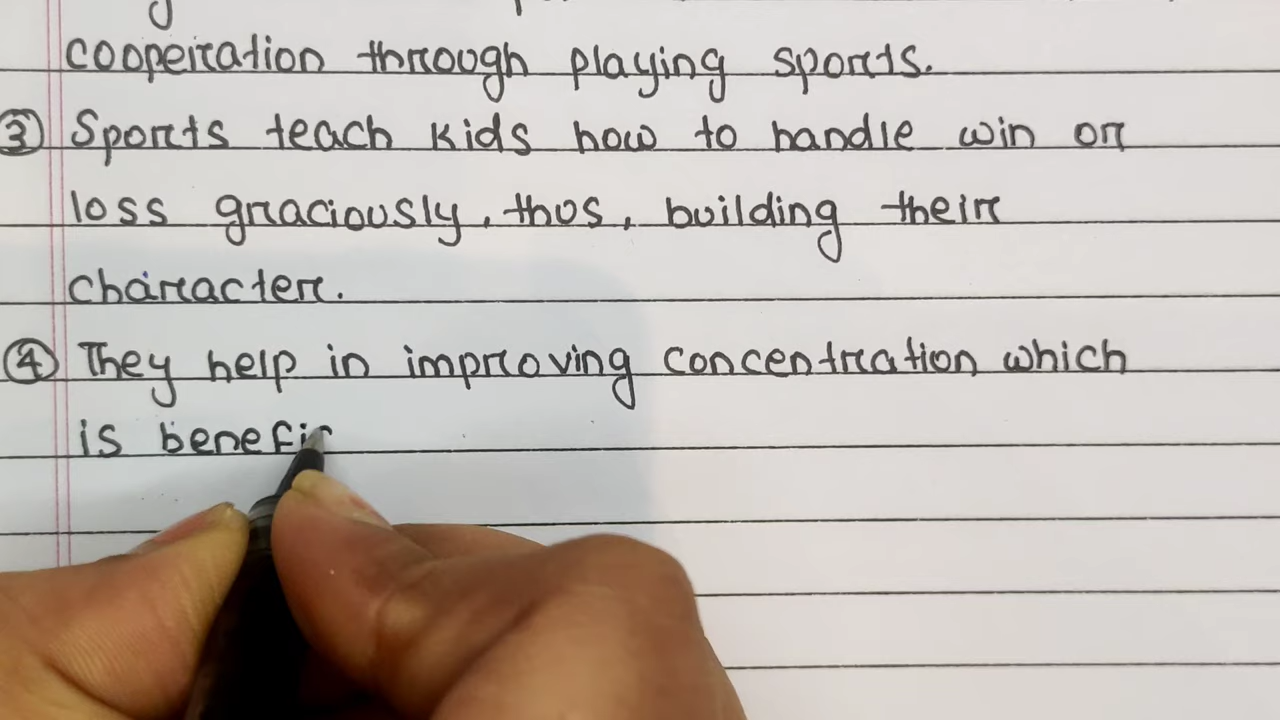 cooperation through playing sports.
③ Sports teach kids how to handle win or
loss graciously, thus, building their
character.
④ They help in improving concentration which
is benefi